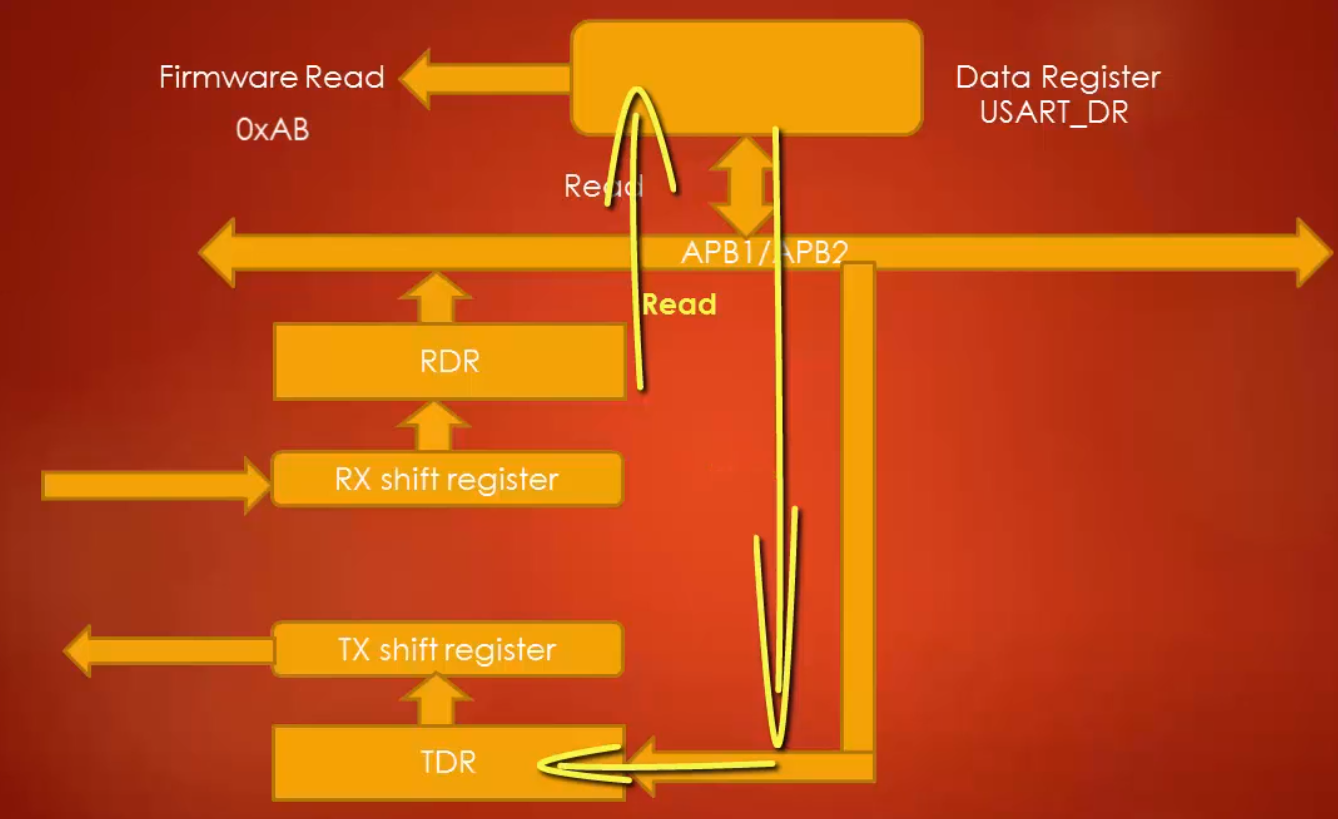 Firmware Read
0xAB
Data Register
USART_DR
Read
APB1/APB2
Read
RDR
RX shift register
TX shift register
TDR